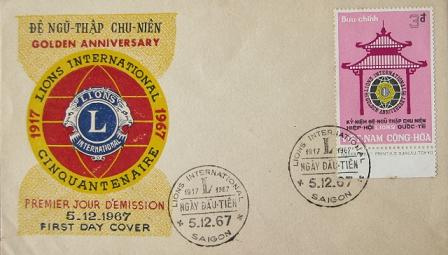 ĐỆ NGŨ-THẬP CHU-NIÊN
GOLDEN ANNIVERSARY
LIONS INTERNATIONAL
1917
1967
LIONS
L
INTERNATIONAL
CINQUANTENAIRE
PREMIER JOUR D'ÉMISSION
5.12.1967
FIRST DAY COVER
LIONS INTERNATIONAL
1917 L 1967
NGÀY ĐẦU-TIÊN
5.12.67
SAIGON
LIONS INTERNATIONAL
1917 L 1967
NGÀY ĐẦU-TIÊN
5.12.67
SAIGON
Bưu chính
3đ
KỶ-NIỆM ĐỆ-NGŨ-THẬP CHU-NIÊN
HIỆP-HỘI LIONS QUỐC-TẾ
VIỆT-NAM CỘNG-HÒA